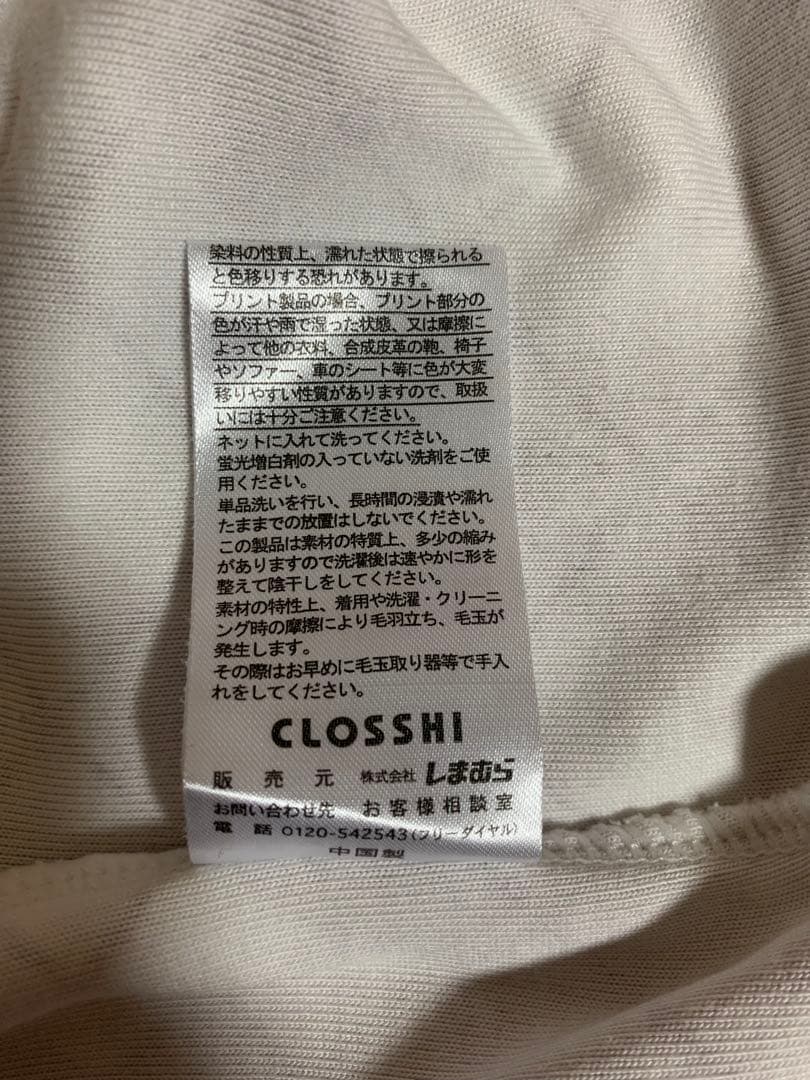 染料の性質上、濡れた状態で擦られる
と色移りする恐れがあります。
プリント製品の場合、プリント部分の
色が汗や雨で湿った状態、又は摩擦に
よって他の衣料、合成皮革の鞄、椅子
やソファー、車のシート等に色が大変
移りやすい性質がありますので、取扱
いには十分ご注意ください。
ネットに入れて洗ってください。
蛍光増白剤の入っていない洗剤をご使
用ください。
単品洗いを行い、長時間の浸漬や濡れ
たままでの放置はしないでください。
この製品は素材の特質上、多少の縮み
がありますので洗濯後は速やかに形を
整えて陰干しをしてください。
素材の特性上、着用や洗濯・クリーニ
ング時の摩擦により毛羽立ち、毛玉が
発生します。
その際はお早めに毛玉取り器等で手入
れをしてください。
CLOSSHI
販売元 株式会社 しまむら
お問い合わせ先 お客様相談室
電話 0120-542543(フリーダイヤル)
中国製